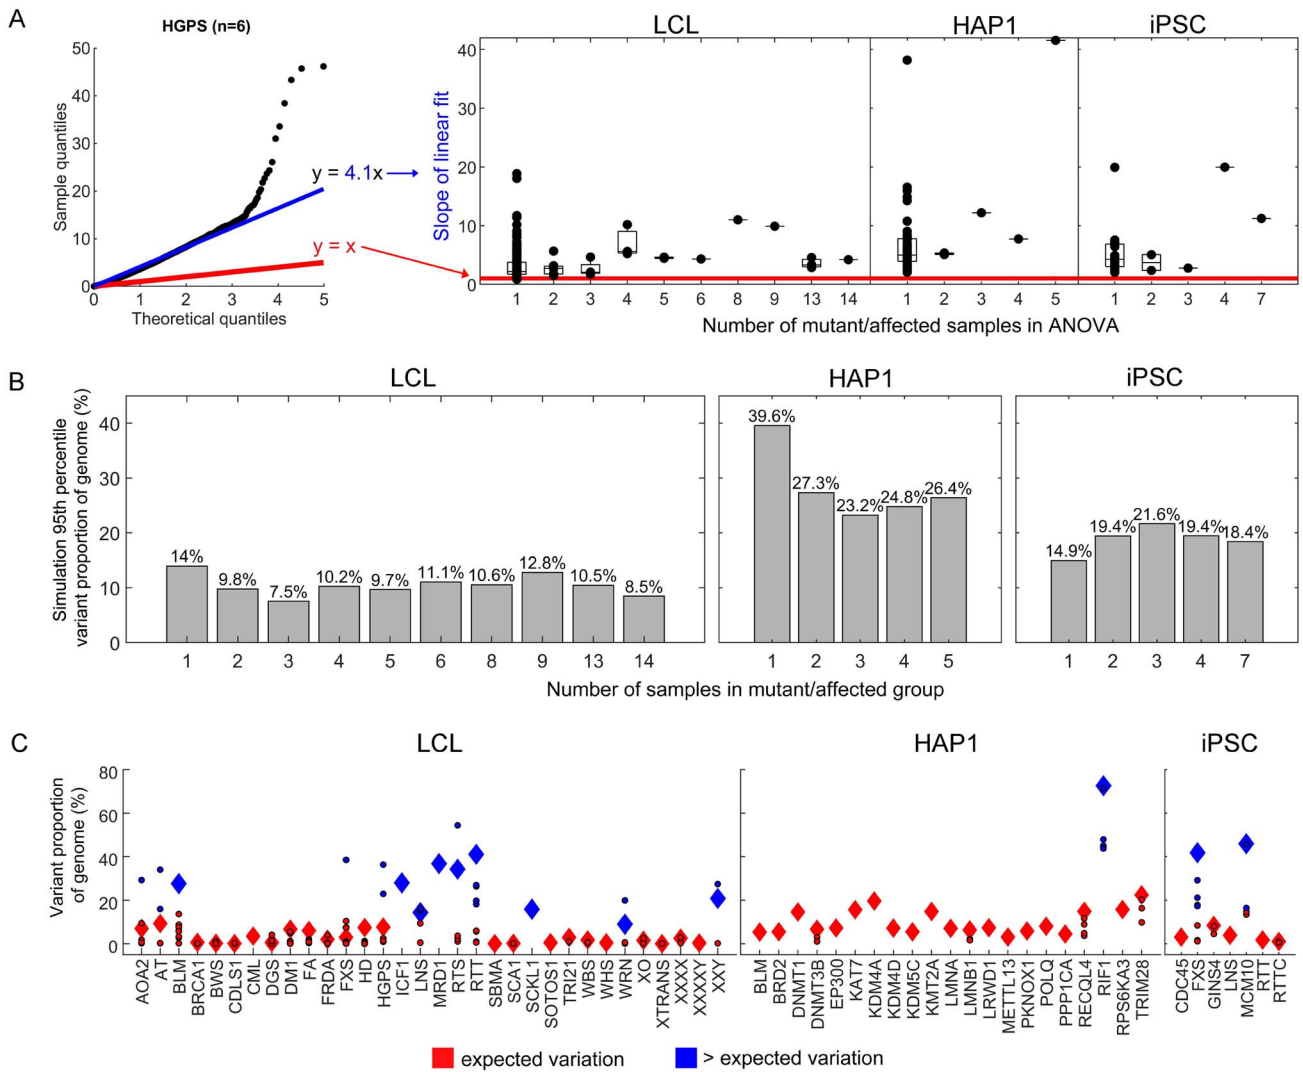 A
HGPS (n=6)
Sample quantiles
50
40
30
20
10
0
0 1 2 3 4 5
Theoretical quantiles
y = 4.1x
y = x
LCL HAP1 iPSC
Slope of linear fit
40
30
20
10
0
1 2 3 4 5 6 8 9 13 14 1 2 3 4 5 1 2 3 4 7
Number of mutant/affected samples in ANOVA
B
LCL HAP1 iPSC
Simulation 95th percentile
variant proportion of genome (%)
40
30
20
10
0
14% 9.8% 7.5% 10.2% 9.7% 11.1% 10.6% 12.8% 10.5% 8.5%
39.6% 27.3% 23.2% 24.8% 26.4%
14.9% 19.4% 21.6% 19.4% 18.4%
1 2 3 4 5 6 8 9 13 14 1 2 3 4 5 1 2 3 4 7
Number of samples in mutant/affected group
C
LCL HAP1 iPSC
Variant proportion
of genome (%)
80
60
40
20
0
AOA2
AT
BLM
BRCA1
BWS
CDLS1
CML
DGS
DM1
FA
FRDA
FXS
HD
HGPS
ICF1
LNS
MRD1
RTS
RTT
SBMA
SCA1
SCKL1
SOTOS1
TRI21
WBS
WHS
WRN
XO
XTRANS
XXXX
XXXXY
XXY
BLM
BRD2
DNMT1
DNMT3B
EP300
KAT7
KDM4A
KDM4D
KDM5C
KMT2A
LMNA
LMNB1
LRWD1
METTL13
PKNOX1
POLQ
PPP1CA
RECQL4
RIF1
RPS6KA3
TRIM28
CDC45
FXS
GINS4
LNS
MCM10
RTT
RTTC
expected variation
> expected variation